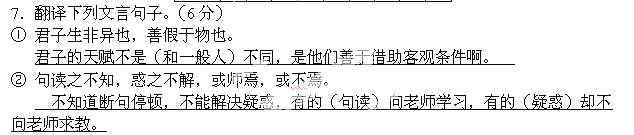 7．翻译下列文言句子。（6分）
① 君子生非异也，善假于物也。
君子的天赋不是（和一般人）不同，是他们善于借助客观条件啊。
② 句读之不知，惑之不解，或师焉，或不焉。
不知道断句停顿，不能解决疑惑，有的（句读）向老师学习，有的（疑惑）却不
向老师求教。